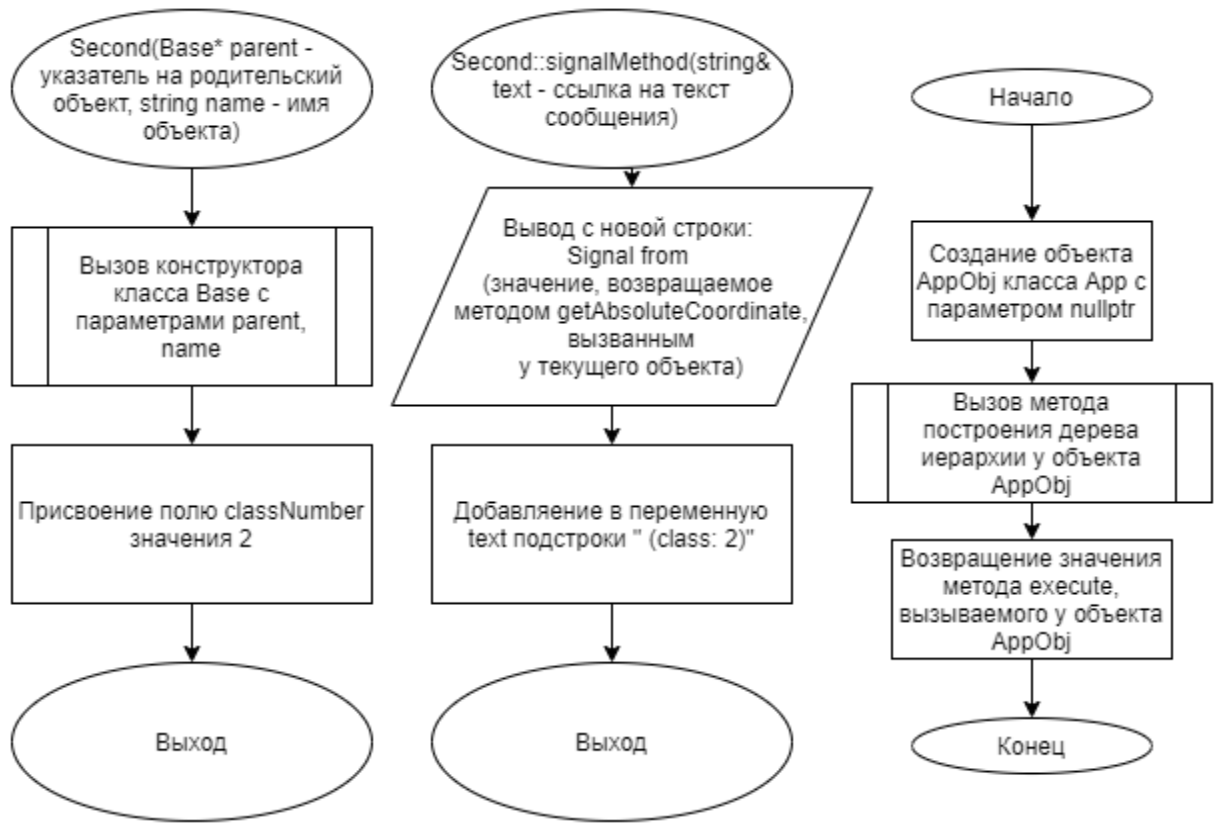 Second(Base* parent -
указатель на родительский
объект, string name - имя
объекта)
Вызов конструктора
класса Base с
параметрами parent,
name
Присвоение полю classNumber
значения 2
Выход
Second::signalMethod(string&
text - ссылка на текст
сообщения)
Вывод с новой строки:
Signal from
(значение, возвращаемое
методом getAbsoluteCoordinate,
вызванным
у текущего объекта)
Добавляение в переменную
text подстроки " (class: 2)"
Выход
Начало
Создание объекта
AppObj класса App с
параметром nullptr
Вызов метода
построения дерева
иерархии у объекта
AppObj
Возвращение значения
метода execute,
вызываемого у объекта
AppObj
Конец